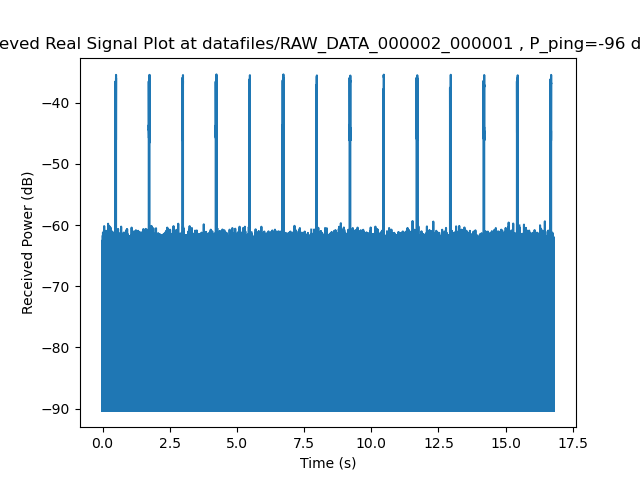 eved Real Signal Plot at datafiles/RAW_DATA_000002_000001 , P_ping=-96 d
Received Power (dB)
−40
−50
−60
−70
−80
−90
0.0 2.5 5.0 7.5 10.0 12.5 15.0 17.5
Time (s)